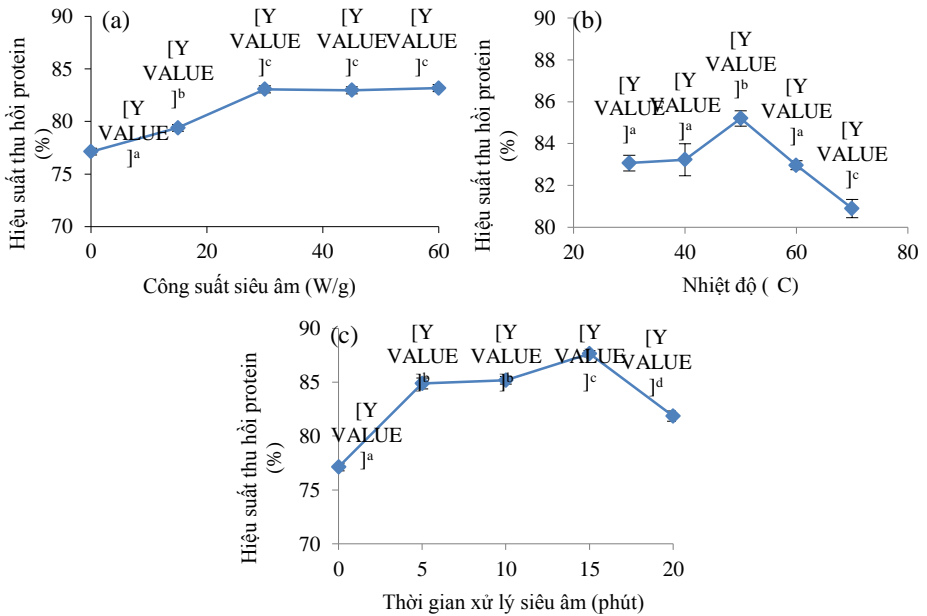 (a)
Hiệu suất thu hồi protein
(%)
90
85
80
75
70
[Y
VALUE
]a
[Y
VALUE
]b
[Y
VALUE
]c
[Y
VALUE
]c
[Y
VALUE
]c
0
20
40
60
Công suất siêu âm (W/g)
(b)
Hiệu suất thu hồi protein
(%)
90
88
86
84
82
80
[Y
VALUE
]a
[Y
VALUE
]a
[Y
VALUE
]b
[Y
VALUE
]a
[Y
VALUE
]c
20
40
60
80
Nhiệt độ ( C)
(c)
Hiệu suất thu hồi protein
(%)
90
85
80
75
70
[Y
VALUE
]a
[Y
VALUE
]b
[Y
VALUE
]b
[Y
VALUE
]c
[Y
VALUE
]d
0
5
10
15
20
Thời gian xử lý siêu âm (phút)